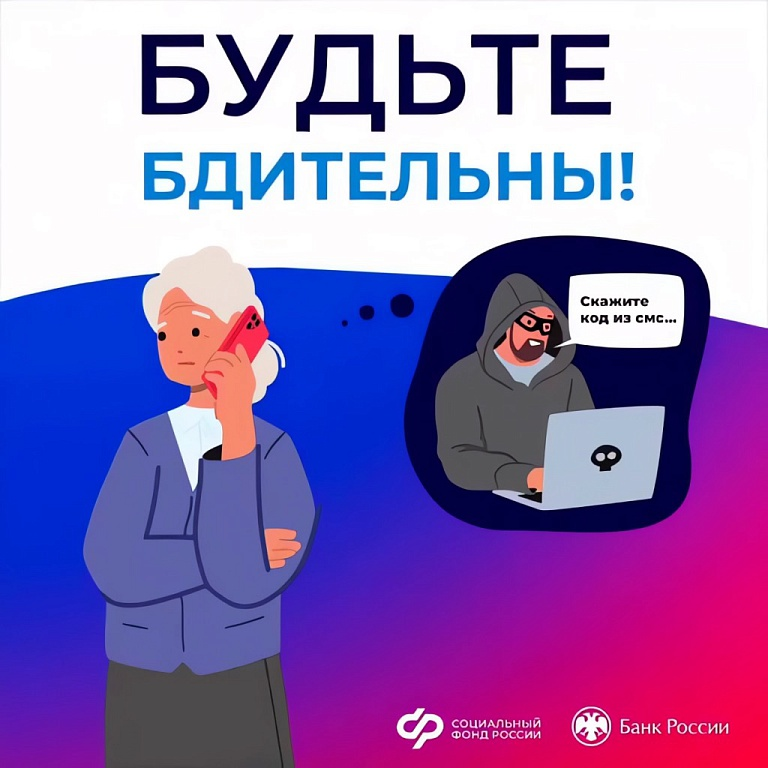 БУДЬТЕ
БДИТЕЛЬНЫ!
Скажите
код из смс...
СОЦИАЛЬНЫЙ
ФОНД РОССИИ
Банк России